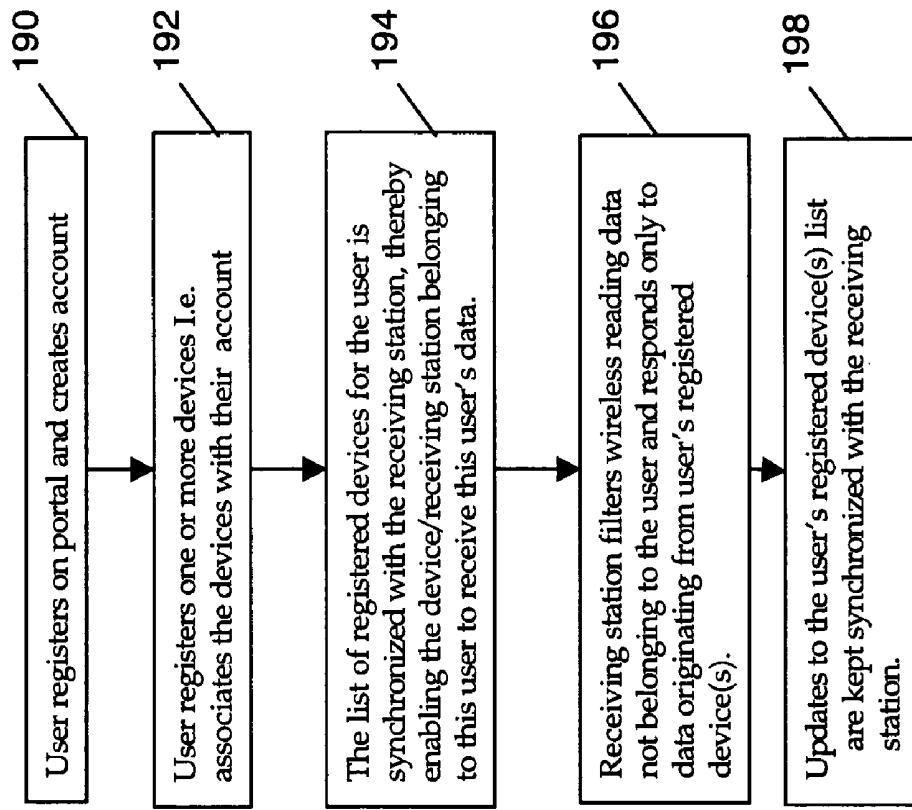 User registers on portal and creates account
190
User registers one or more devices I.e.
associates the devices with their account
192
The list of registered devices for the user is
synchronized with the receiving station, thereby
enabling the device/receiving station belonging
to this user to receive this user's data.
194
Receiving station filters wireless reading data
not belonging to the user and responds only to
data originating from user's registered
device(s).
196
Updates to the user's registered device(s) list
are kept synchronized with the receiving
station.
198